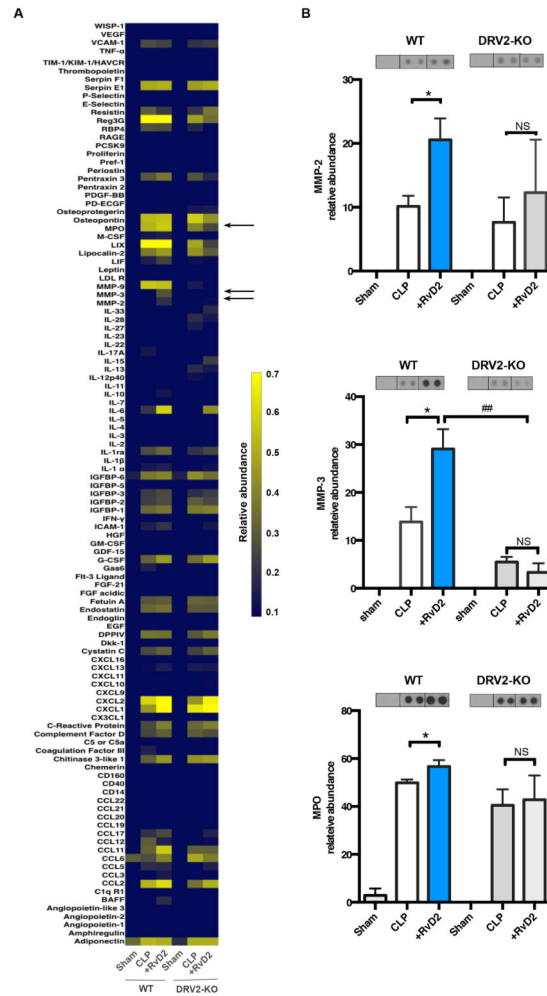 A
WISP-1
VEGF
VCAM-1
TNF-α
TIM-1/KIM-1/HAVCR
Thrombopoietin
Serpin F1
Serpin E1
P-Selectin
E-Selectin
Resistin
Reg3G
RBP4
RAGE
PCSK9
Proliferin
Pref-1
Periostin
Pentraxin 3
Pentraxin 2
PDGF-BB
PD-ECGF
Osteoprotegerin
Osteopontin
MPO
M-CSF
LIX
Lipocalin-2
LIF
Leptin
LDL R
MMP-9
MMP-3
MMP-2
IL-33
IL-28
IL-27
IL-23
IL-22
IL-17A
IL-15
IL-13
IL-12p40
IL-11
IL-10
IL-7
IL-6
IL-5
IL-4
IL-3
IL-2
IL-1ra
IL-1β
IL-1 α
IGFBP-6
IGFBP-5
IGFBP-3
IGFBP-2
IGFBP-1
IFN-γ
ICAM-1
HGF
GM-CSF
GDF-15
G-CSF
Gas6
Flt-3 Ligand
FGF-21
FGF acidic
Fetuin A
Endostatin
Endoglin
EGF
DPPIV
Dkk-1
Cystatin C
CXCL16
CXCL13
CXCL11
CXCL10
CXCL9
CXCL2
CXCL1
CX3CL1
C-Reactive Protein
Complement Factor D
C5 or C5a
Coagulation Factor III
Chitinase 3-like 1
Chemerin
CD160
CD40
CD14
CCL22
CCL21
CCL20
CCL19
CCL17
CCL12
CCL11
CCL6
CCL5
CCL3
CCL2
C1q R1
BAFF
Angiopoietin-like 3
Angiopoietin-2
Angiopoietin-1
Amphiregulin
Adiponectin
Sham CLP +RvD2 Sham CLP +RvD2
WT DRV2-KO
0.7
0.6
0.5
0.4
0.3
0.2
0.1
Relative abundance
B
WT DRV2-KO
MMP-2
relative abundance
30
20
10
0
* NS
Sham CLP +RvD2 Sham CLP +RvD2
WT DRV2-KO
MMP-3
relateive abundance
40
30
20
10
0
* ## NS
sham CLP +RvD2 sham CLP +RvD2
WT DRV2-KO
MPO
relateive abundance
80
60
40
20
0
* NS
Sham CLP +RvD2 Sham CLP +RvD2